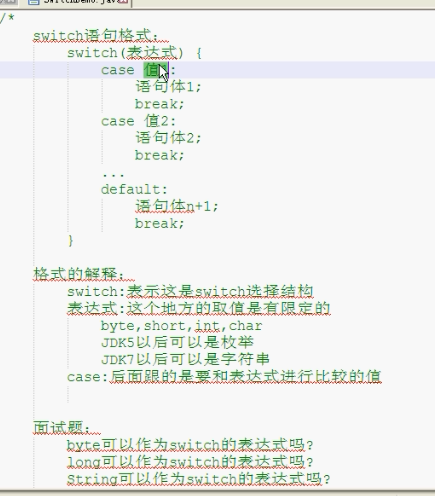 SwitchDemo.java
/*
switch语句格式：
switch(表达式) {
case 值1:
语句体1;
break;
case 值2:
语句体2;
break;
...
default:
语句体n+1;
break;
}
格式的解释：
switch:表示这是switch选择结构
表达式:这个地方的取值是有限定的
byte,short,int,char
JDK5以后可以是枚举
JDK7以后可以是字符串
case:后面跟的是要和表达式进行比较的值
面试题：
byte可以作为switch的表达式吗?
long可以作为switch的表达式吗?
String可以作为switch的表达式吗?